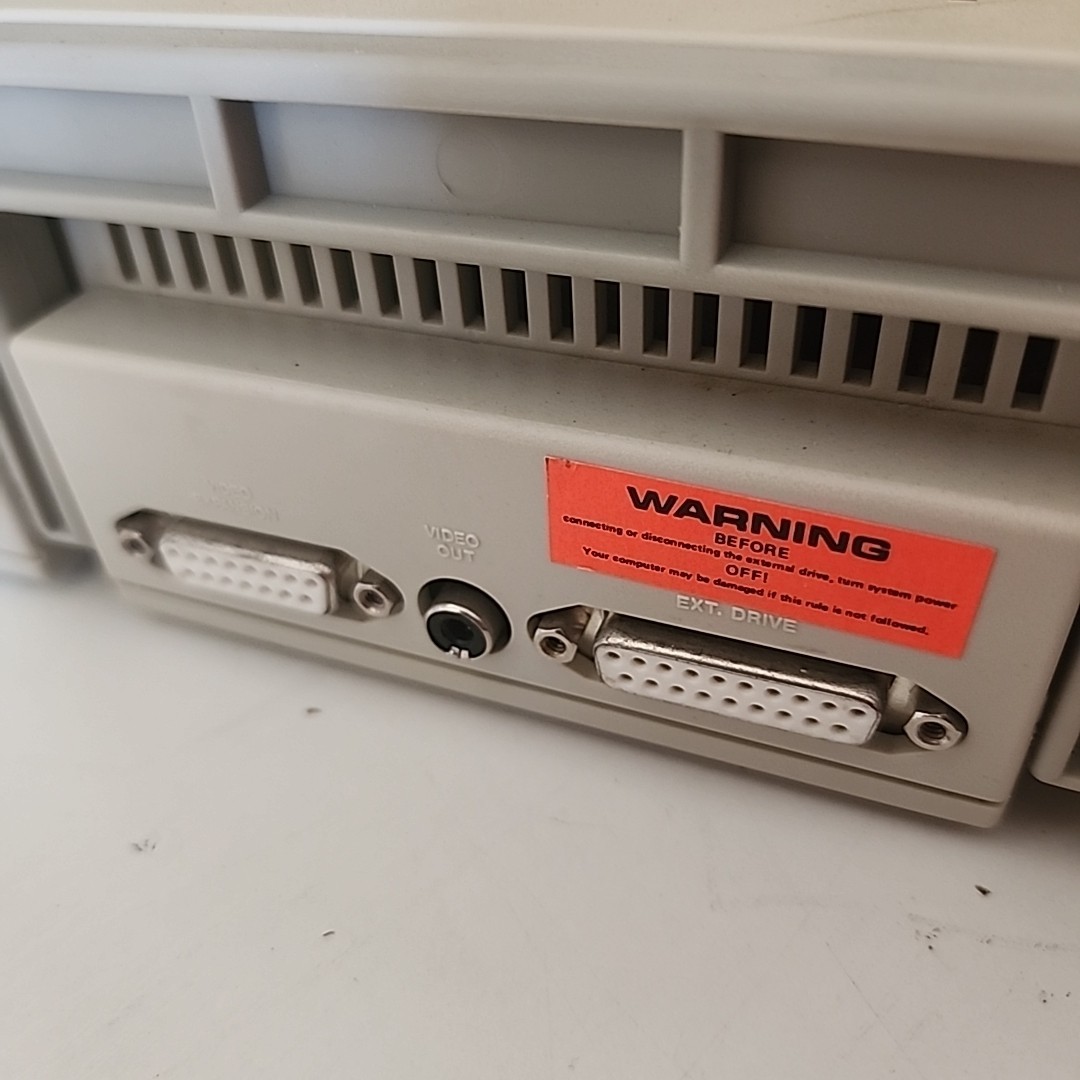 VIDEO
VIDEO
OUT
WARNING
BEFORE
connecting or disconnecting the external drive, turn system power
OFF!
Your computer may be damaged if this rule is not followed.
EXT. DRIVE